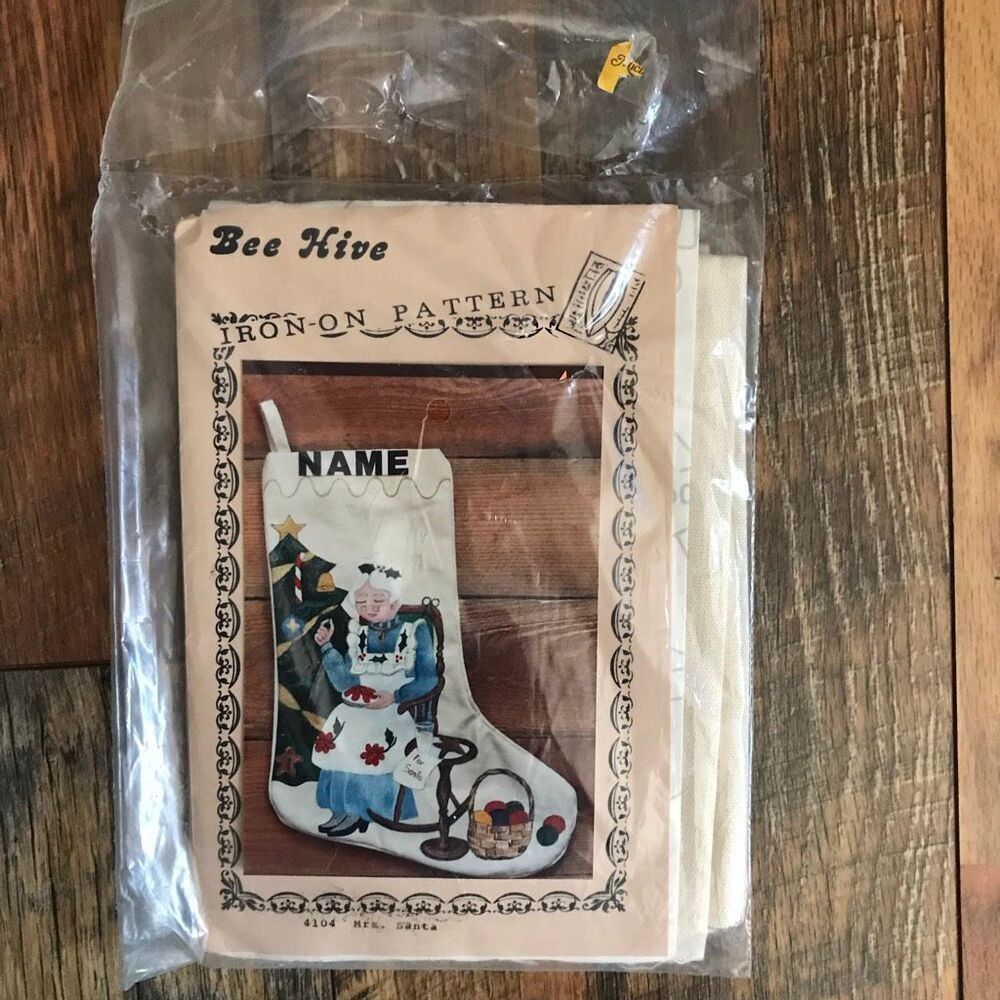 Bee Hive
IRON-ON PATTERN
NAME
For
Santa
4104 Mrs. Santa